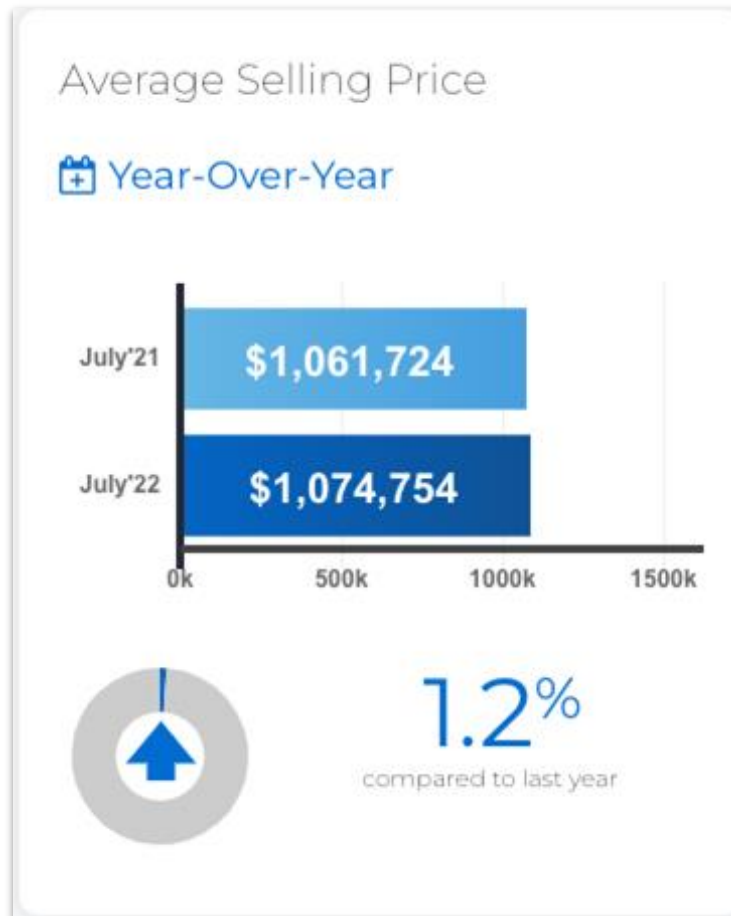 Average Selling Price
Year-Over-Year
July'21 $1,061,724
July'22 $1,074,754
0k 500k 1000k 1500k
1.2%
compared to last year